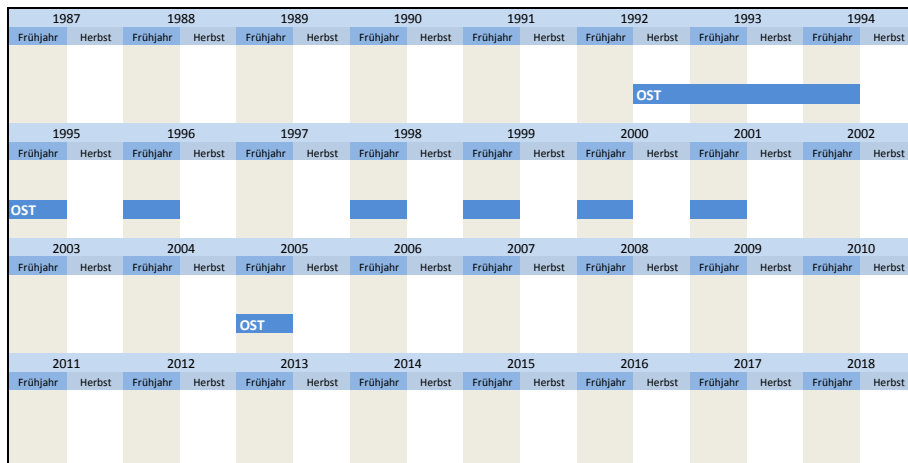 1987 1988 1989 1990 1991 1992 1993 1994
Frühjahr Herbst Frühjahr Herbst Frühjahr Herbst Frühjahr Herbst Frühjahr Herbst Frühjahr Herbst Frühjahr Herbst Frühjahr Herbst
OST
1995 1996 1997 1998 1999 2000 2001 2002
Frühjahr Herbst Frühjahr Herbst Frühjahr Herbst Frühjahr Herbst Frühjahr Herbst Frühjahr Herbst Frühjahr Herbst Frühjahr Herbst
OST
2003 2004 2005 2006 2007 2008 2009 2010
Frühjahr Herbst Frühjahr Herbst Frühjahr Herbst Frühjahr Herbst Frühjahr Herbst Frühjahr Herbst Frühjahr Herbst Frühjahr Herbst
OST
2011 2012 2013 2014 2015 2016 2017 2018
Frühjahr Herbst Frühjahr Herbst Frühjahr Herbst Frühjahr Herbst Frühjahr Herbst Frühjahr Herbst Frühjahr Herbst Frühjahr Herbst